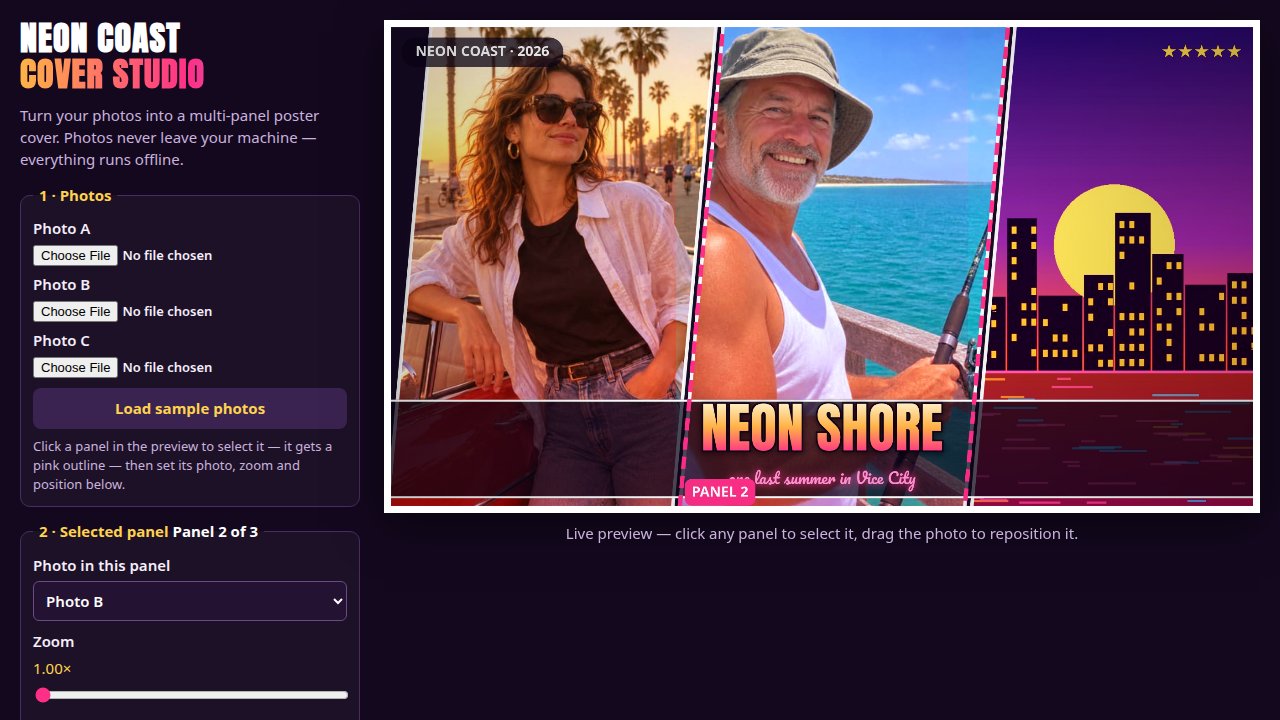 NEON COAST
COVER STUDIO
Turn your photos into a multi-panel poster
cover. Photos never leave your machine —
everything runs offline.
1 · Photos
Photo A
Choose File No file chosen
Photo B
Choose File No file chosen
Photo C
Choose File No file chosen
Load sample photos
Click a panel in the preview to select it — it gets a
pink outline — then set its photo, zoom and
position below.
2 · Selected panel Panel 2 of 3
Photo in this panel
Photo B
Zoom
1.00×
NEON COAST · 2026
★★★★★
NEON SHORE
one last summer in Vice City
PANEL 2
Live preview — click any panel to select it, drag the photo to reposition it.